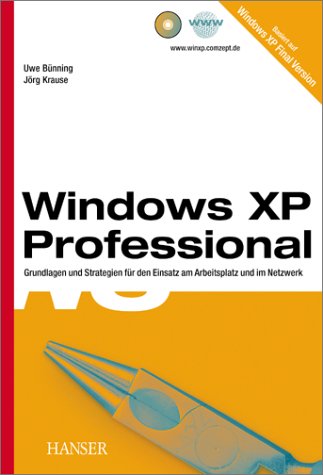 www
www.winxp.comzept.de
Basiert auf
Windows XP Final Version
Uwe Bünning
Jörg Krause
Windows XP
Professional
Grundlagen und Strategien für den Einsatz am Arbeitsplatz und im Netzwerk
HANSER